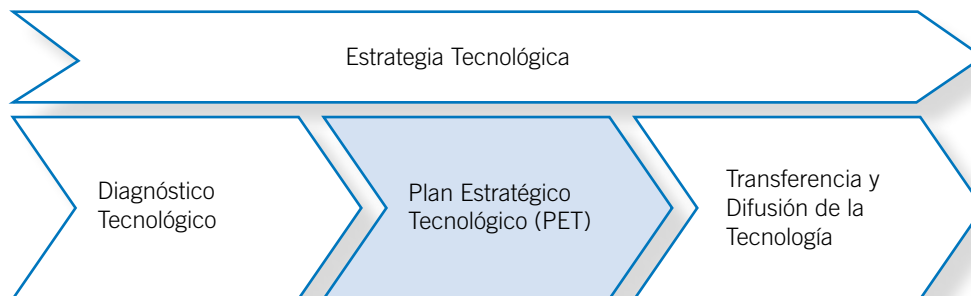 Estrategia Tecnológica
Diagnóstico
Tecnológico
Plan Estratégico
Tecnológico (PET)
Transferencia y
Difusión de la
Tecnología